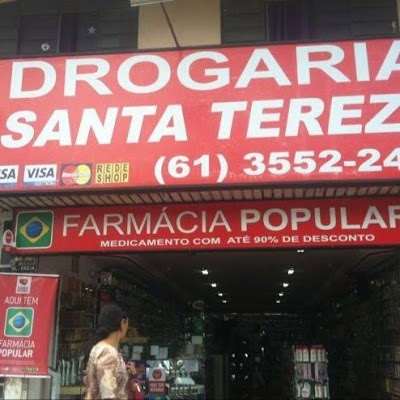 DROGARIA
SANTA TEREZ
VISA VISA MasterCard REDE SHOP
(61) 3552-24
FARMÁCIA POPULAR
MEDICAMENTO COM ATÉ 90% DE DESCONTO
AQUI TEM
FARMÁCIA
POPULAR